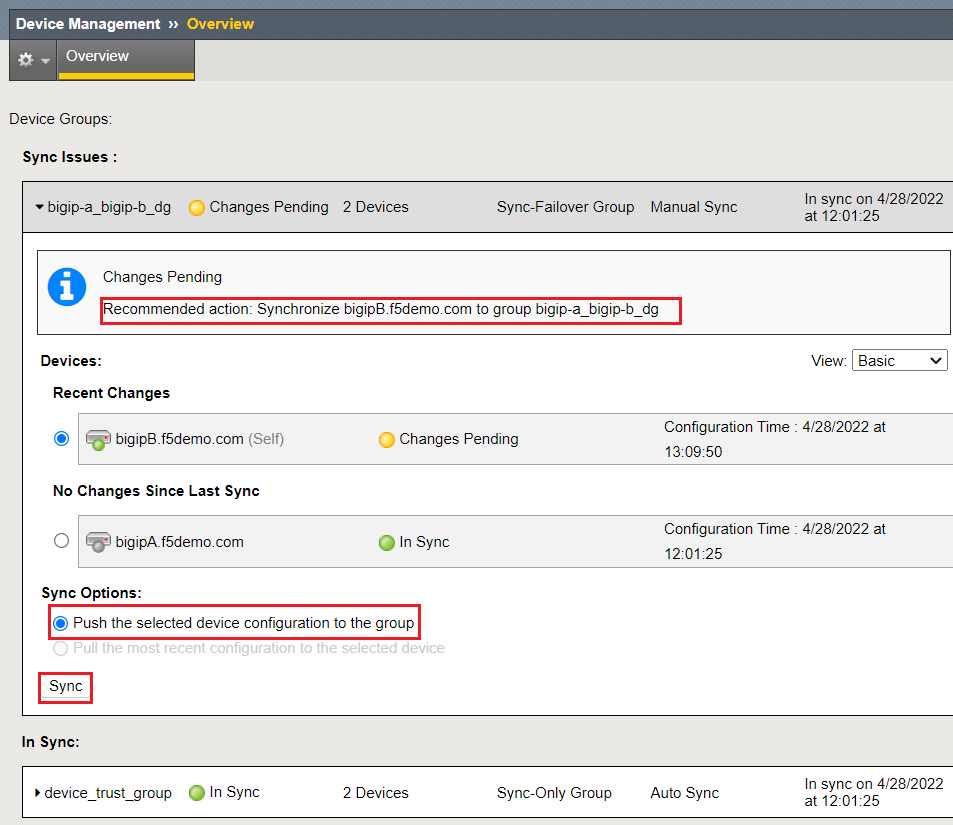 Device Management ›› Overview
Overview
Device Groups:
Sync Issues :
bigip-a_bigip-b_dg Changes Pending 2 Devices Sync-Failover Group Manual Sync In sync on 4/28/2022
at 12:01:25
Changes Pending
Recommended action: Synchronize bigipB.f5demo.com to group bigip-a_bigip-b_dg
Devices: View: Basic
Recent Changes
bigipB.f5demo.com (Self) Changes Pending Configuration Time : 4/28/2022 at
13:09:50
No Changes Since Last Sync
bigipA.f5demo.com In Sync Configuration Time : 4/28/2022 at
12:01:25
Sync Options:
Push the selected device configuration to the group
Pull the most recent configuration to the selected device
Sync
In Sync:
device_trust_group In Sync 2 Devices Sync-Only Group Auto Sync In sync on 4/28/2022
at 12:01:25